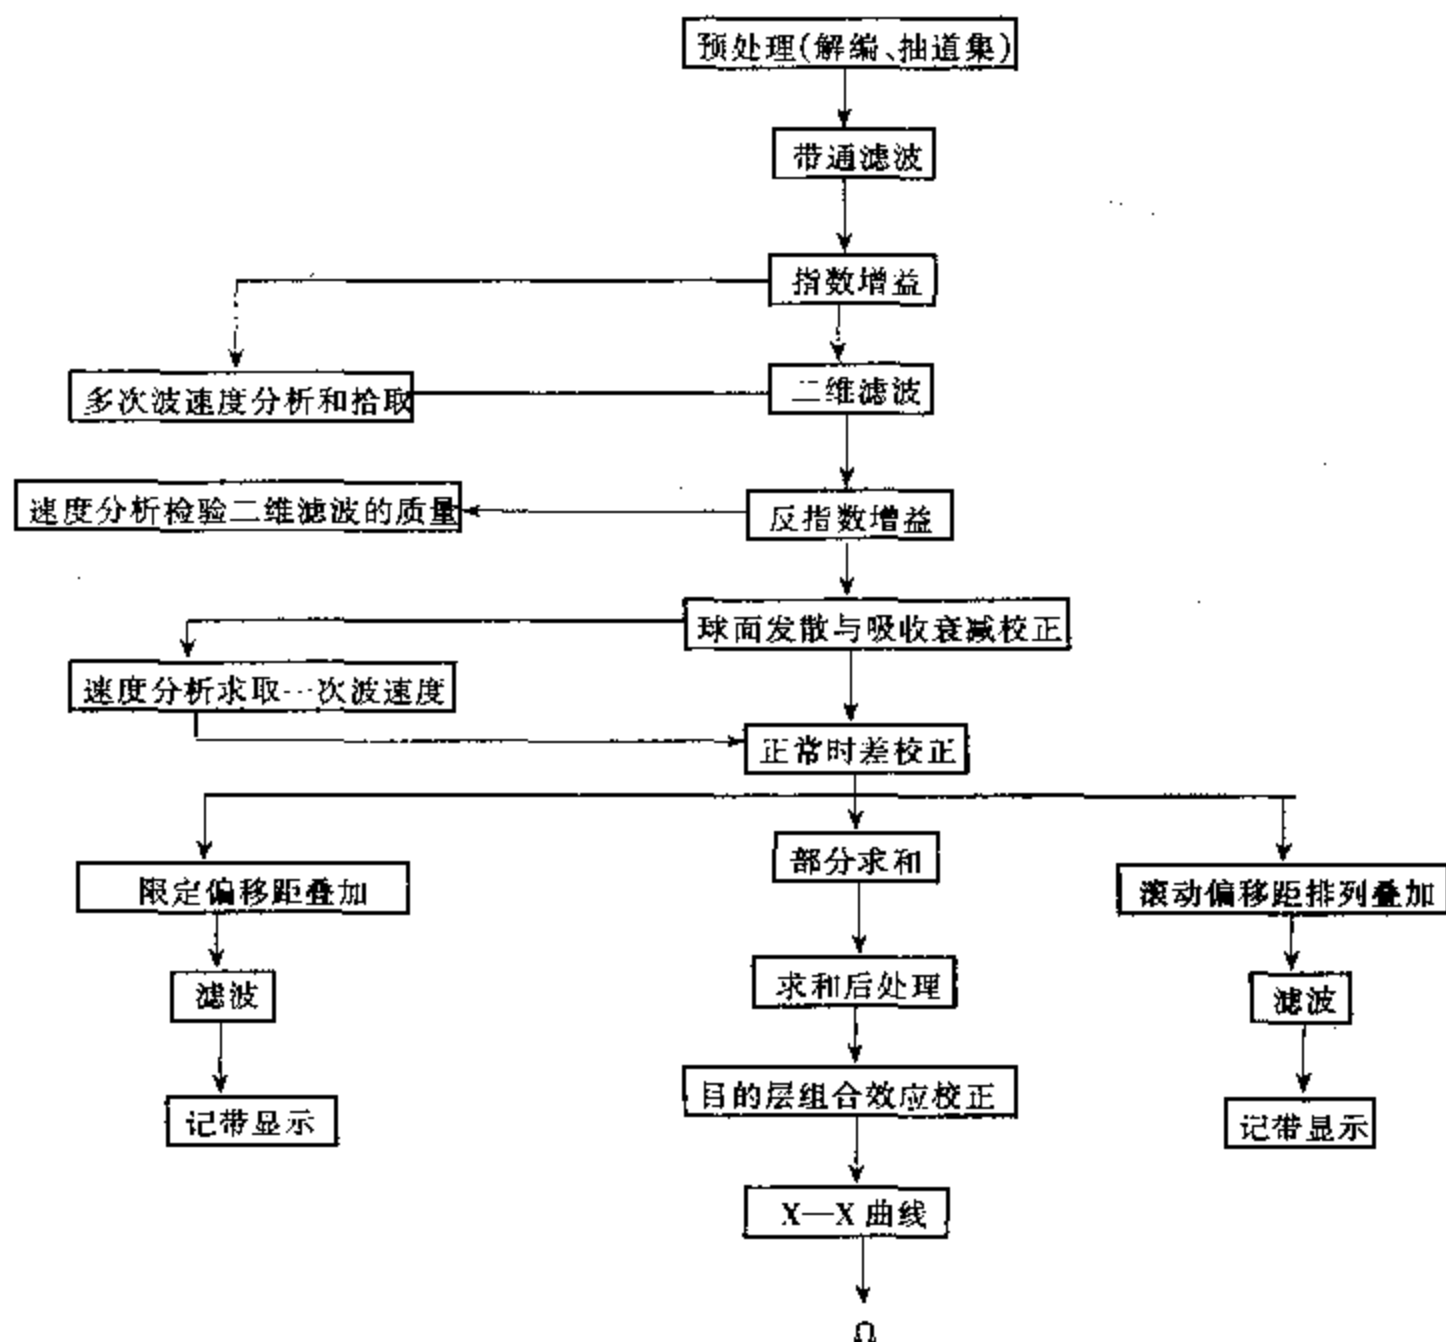 预处理(解编、抽道集)
带通滤波
指数增益
多次波速度分析和拾取
二维滤波
速度分析检验二维滤波的质量
反指数增益
球面发散与吸收衰减校正
速度分析求取一次波速度
正常时差校正
限定偏移距叠加
部分求和
滚动偏移距排列叠加
滤波
求和后处理
滤波
记带显示
目的层组合效应校正
记带显示
X—X 曲线
Ω